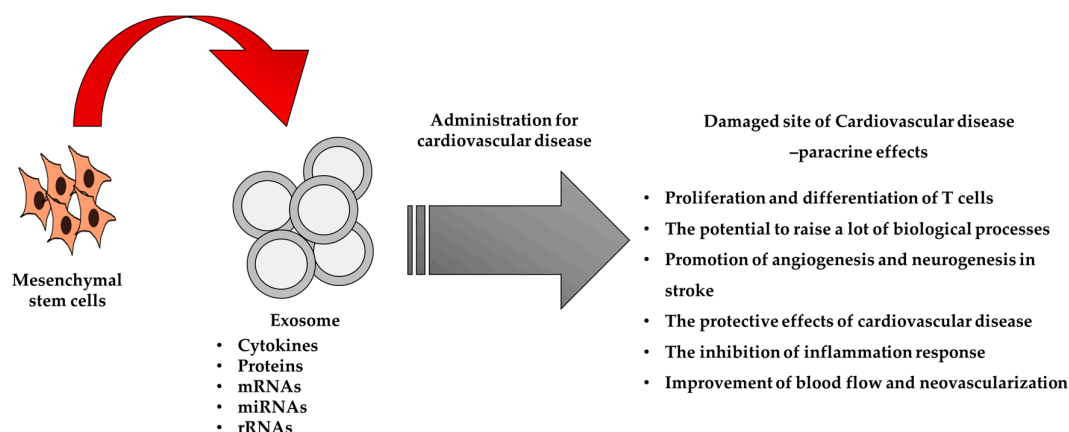 Mesenchymal
stem cells
Exosome
• Cytokines
• Proteins
• mRNAs
• miRNAs
• rRNAs
Administration for
cardiovascular disease
Damaged site of Cardiovascular disease
–paracrine effects
• Proliferation and differentiation of T cells
• The potential to raise a lot of biological processes
• Promotion of angiogenesis and neurogenesis in
stroke
• The protective effects of cardiovascular disease
• The inhibition of inflammation response
• Improvement of blood flow and neovascularization